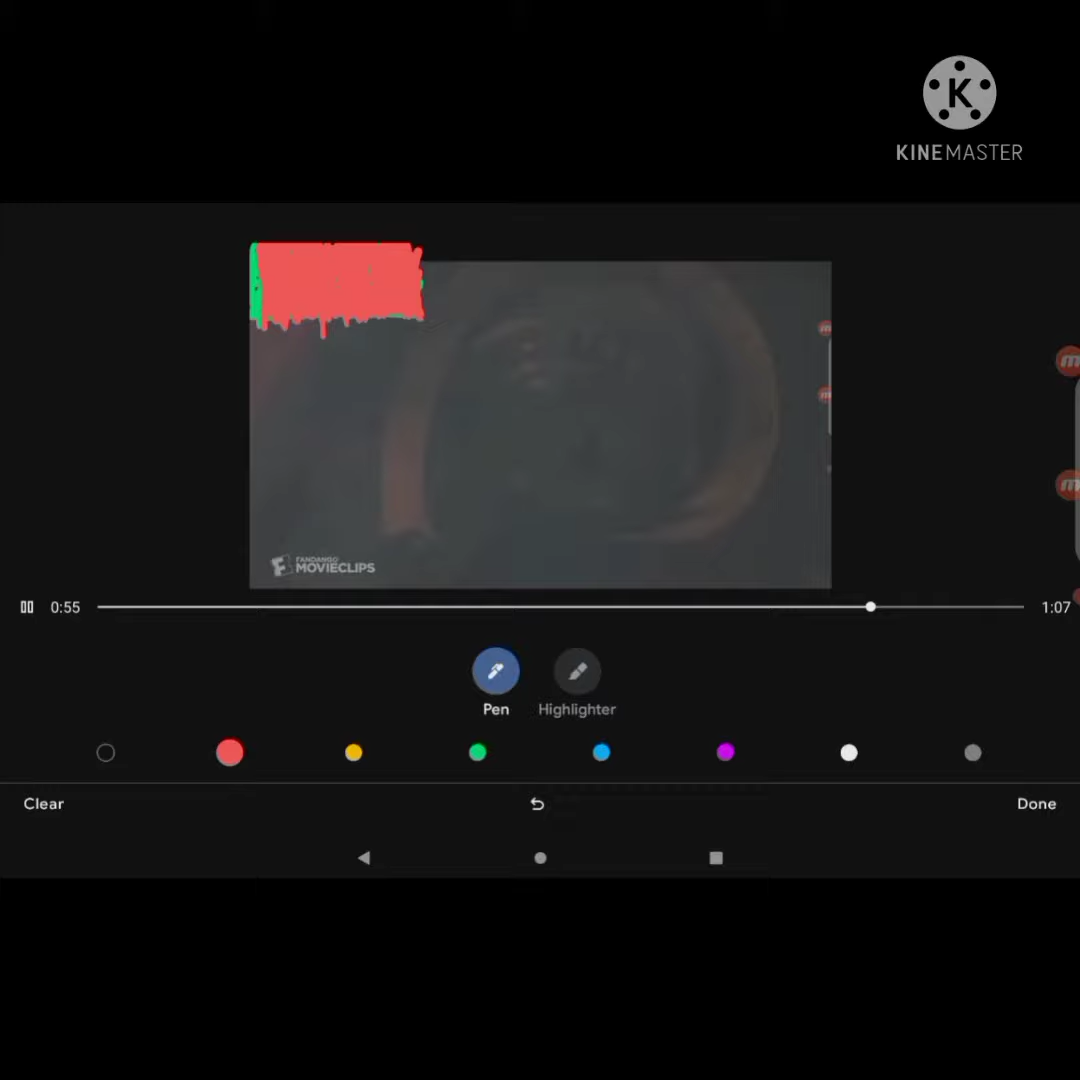 K
KINEMASTER
FANDANGO
MOVIECLIPS
0:55
1:07
Pen
Highlighter
Clear
Done